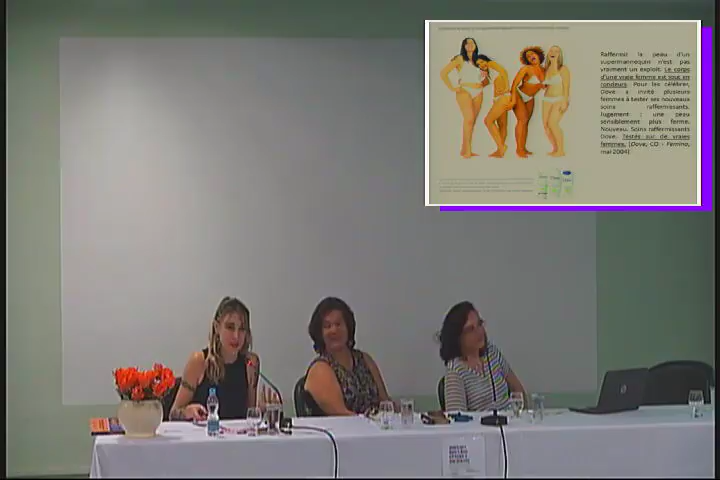 Raffermir la peau d'un
supermannequin n'est pas
vraiment un exploit. Le corps
d'une vraie femme est tout en
rondeurs. Pour les célébrer,
Dove a invité plusieurs
femmes à tester ses nouveaux
soins raffermissants.
Jugement : une peau
sensiblement plus ferme.
Nouveau. Soins raffermissants
Dove. Testés sur de vraies
femmes. (Dove, CO - Femina,
mai 2004)